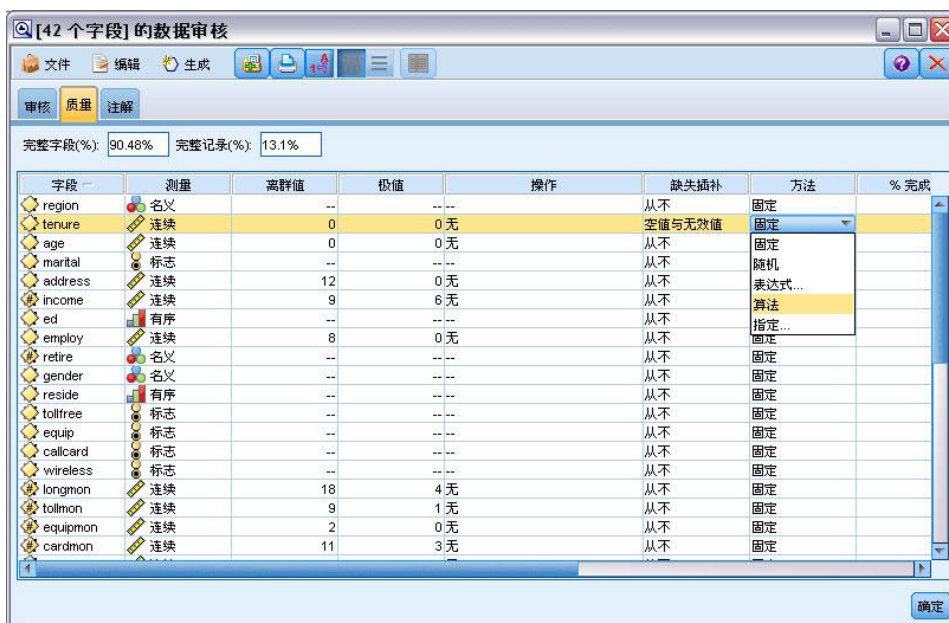 [42 个字段] 的数据审核
文件 编辑 生成
审核 质量 注解
完整字段(%): 90.48% 完整记录(%): 13.1%
字段 测量 离群值 极值 操作 缺失插补 方法 % 完成
region 名义 -- -- -- 从不 固定
tenure 连续 0 0 无 空值与无效值 固定
age 连续 0 0 无 从不 固定
marital 标志 -- -- -- 从不 随机
address 连续 12 0 无 从不 表达式...
income 连续 9 6 无 从不 算法
ed 有序 -- -- -- 从不 指定...
employ 连续 8 0 无 从不 固定
retire 名义 -- -- -- 从不 固定
gender 名义 -- -- -- 从不 固定
reside 有序 -- -- -- 从不 固定
tollfree 标志 -- -- -- 从不 固定
equip 标志 -- -- -- 从不 固定
callcard 标志 -- -- -- 从不 固定
wireless 标志 -- -- -- 从不 固定
longmon 连续 18 4 无 从不 固定
tollmon 连续 9 1 无 从不 固定
equipmon 连续 2 0 无 从不 固定
cardmon 连续 11 3 无 从不 固定
确定